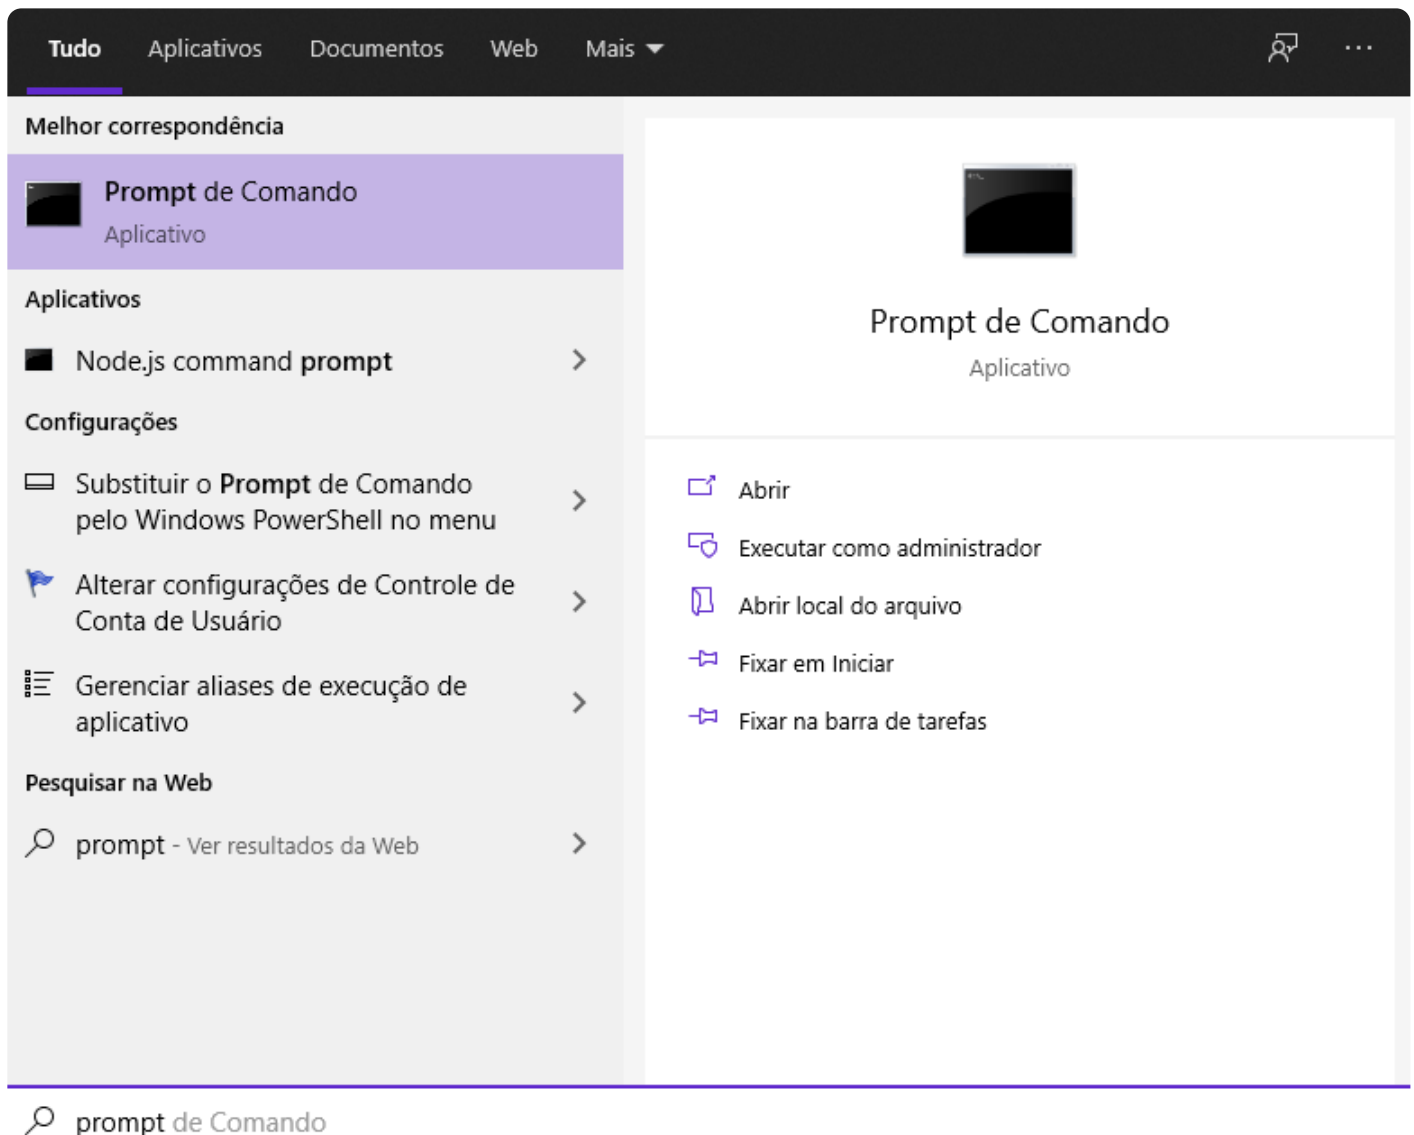 Tudo Aplicativos Documentos Web Mais
Melhor correspondência
Prompt de Comando
Aplicativo
Aplicativos
Node.js command prompt
Configurações
Substituir o Prompt de Comando
pelo Windows PowerShell no menu
Alterar configurações de Controle de
Conta de Usuário
Gerenciar aliases de execução de
aplicativo
Pesquisar na Web
prompt - Ver resultados da Web
Prompt de Comando
Aplicativo
Abrir
Executar como administrador
Abrir local do arquivo
Fixar em Iniciar
Fixar na barra de tarefas
prompt de Comando